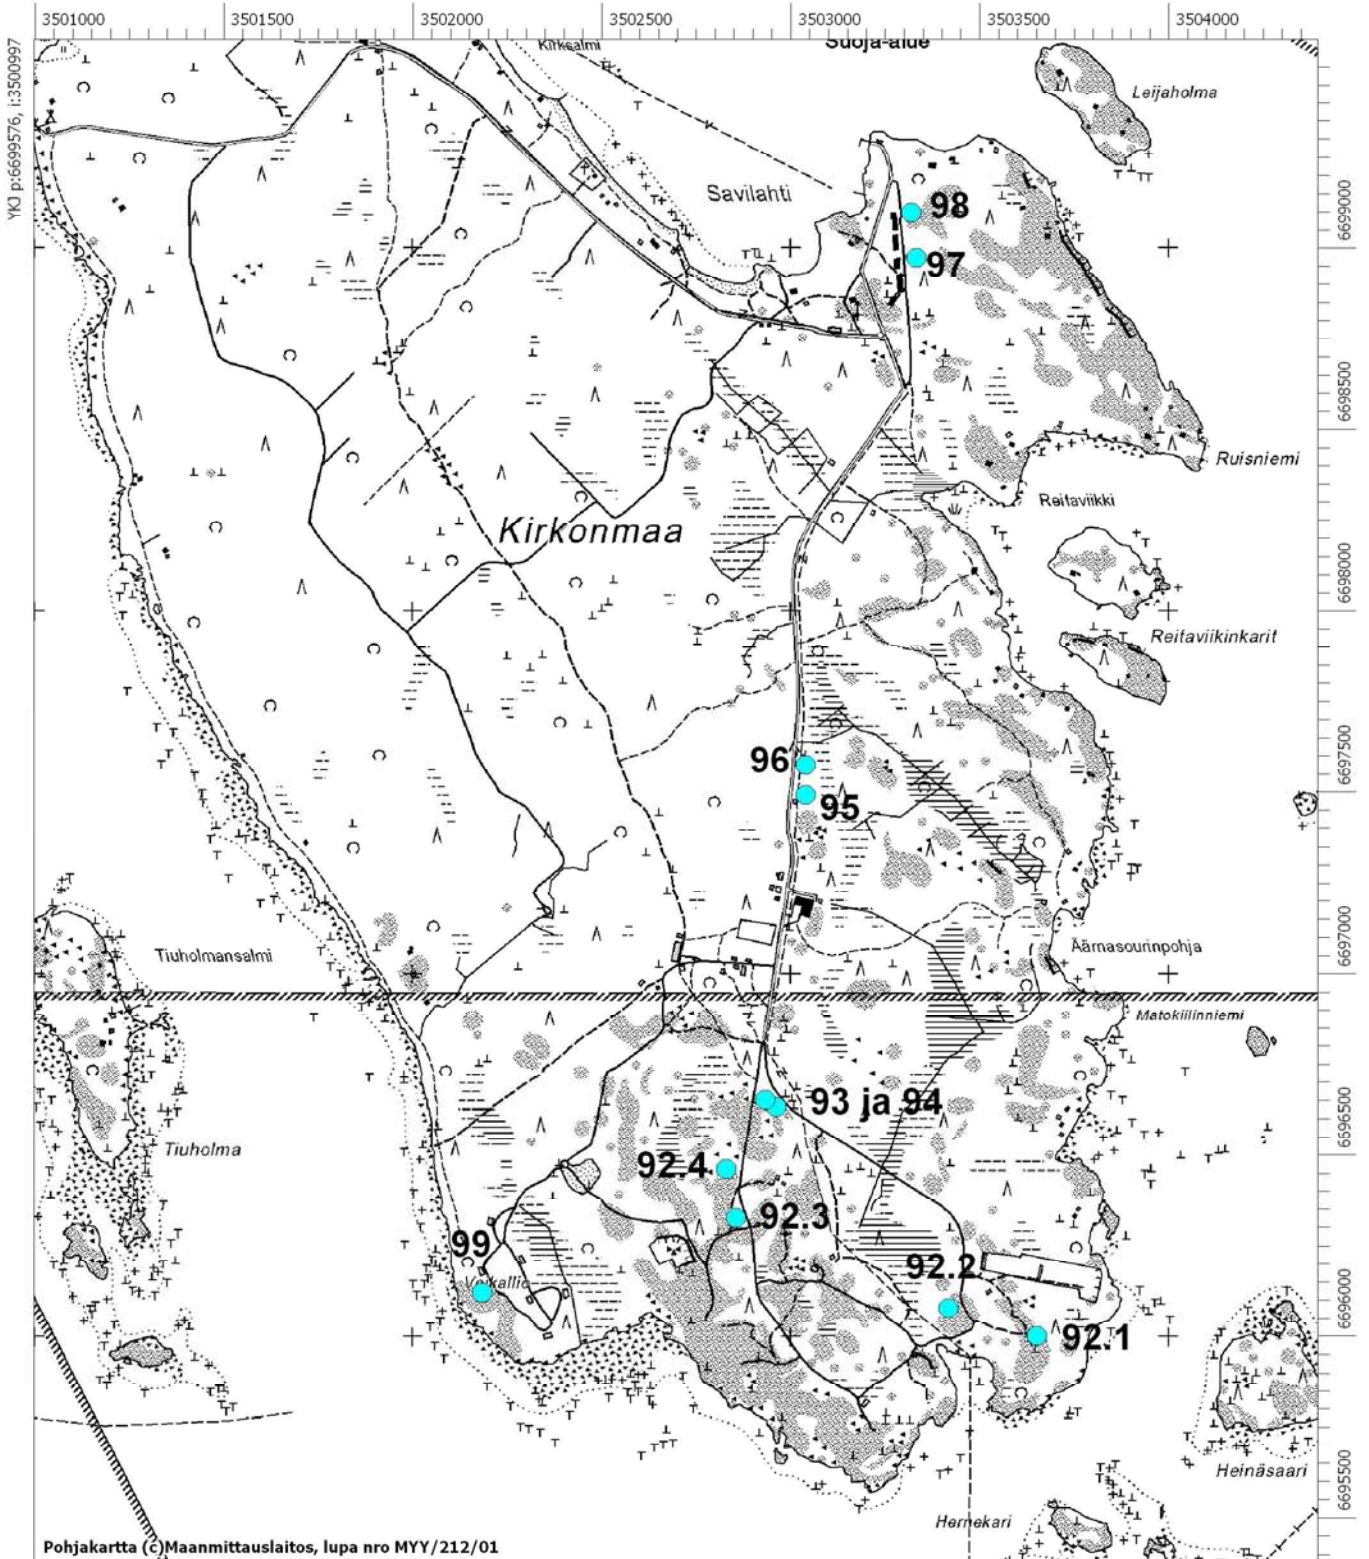 3501000 3501500 3502000 3502500 3503000 3503500 3504000
YKJ p:6699576, i:3500997
Kirksalmi
Suoja-alue
Leijaholma
Savilahti
98
6699000
97
6698500
Ruisniemi
Reitaviikki
Kirkonmaa
6698000
Reitaviikinkarit
96
6697500
95
6697000
Tiuholmansalmi
Äärnasourinpohja
Matokiilinniemi
93 ja 94
6696500
Tiuholma
92.4
92.3
99
92.2
Velkallio
6696000
92.1
Heinäsaari
6695500
Hernekari
Pohjakartta (c)Maanmittauslaitos, lupa nro MYY/212/01